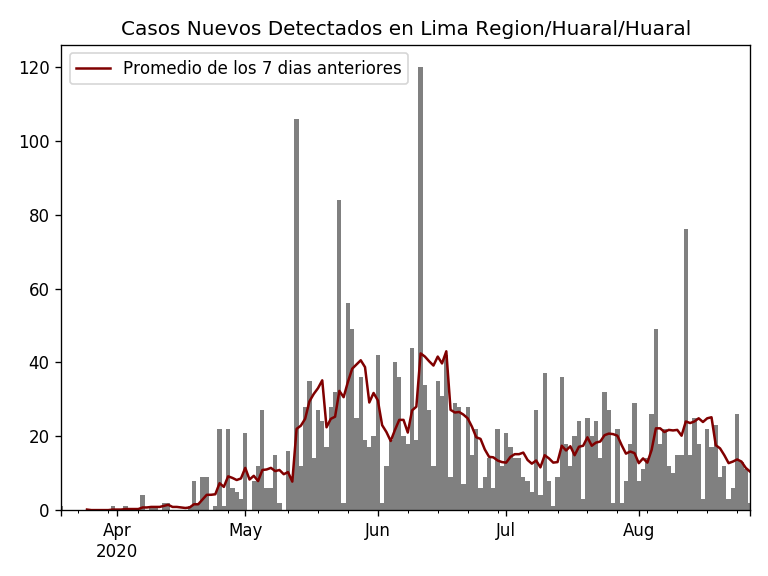 Casos Nuevos Detectados en Lima Region/Huaral/Huaral
Promedio de los 7 dias anteriores
120
100
80
60
40
20
0
Apr
2020
May
Jun
Jul
Aug